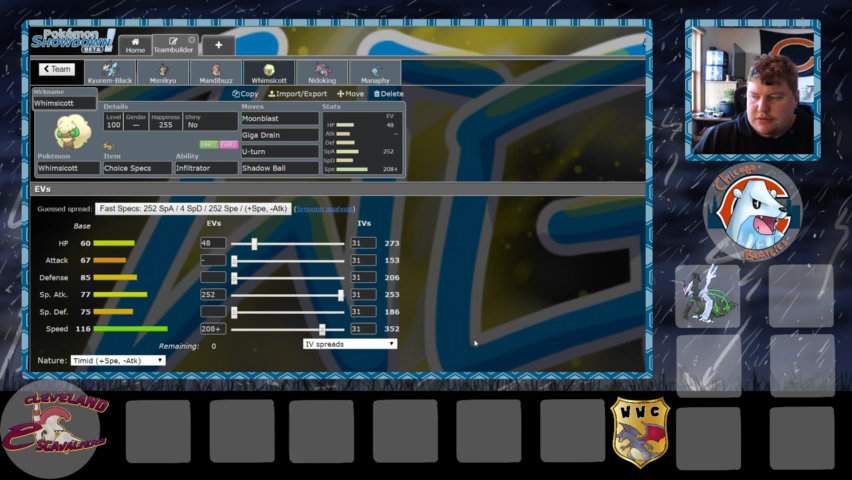 Pokémon
SHOWDOWN!
BETA
Home
Teambuilder
+
< Team
Kyurem-Black
Mimikyu
Mandibuzz
Whimsicott
Nidoking
Manaphy
Copy
Import/Export
Move
Delete
Nickname
Whimsicott
Details
Level
100
Gender
—
Happiness
255
Shiny
No
Pokémon
Whimsicott
Item
Choice Specs
Ability
Infiltrator
Moves
Moonblast
Giga Drain
U-turn
Shadow Ball
Stats
EV
HP 48
Atk –
Def
SpA 252
SpD
Spe 208+
EVs
Guessed spread: Fast Specs: 252 SpA / 4 SpD / 252 Spe / (+Spe, -Atk) (Smogon analysis)
Base EVs IVs
HP 60 48 31 273
Attack 67 - 31 153
Defense 85 31 206
Sp. Atk. 77 252 31 253
Sp. Def. 75 31 186
Speed 116 208+ 31 352
Remaining: 0
IV spreads
Nature: Timid (+Spe, -Atk)
Chicago
Beartics
CLEVELAND
ESCAVALIERS
WWC